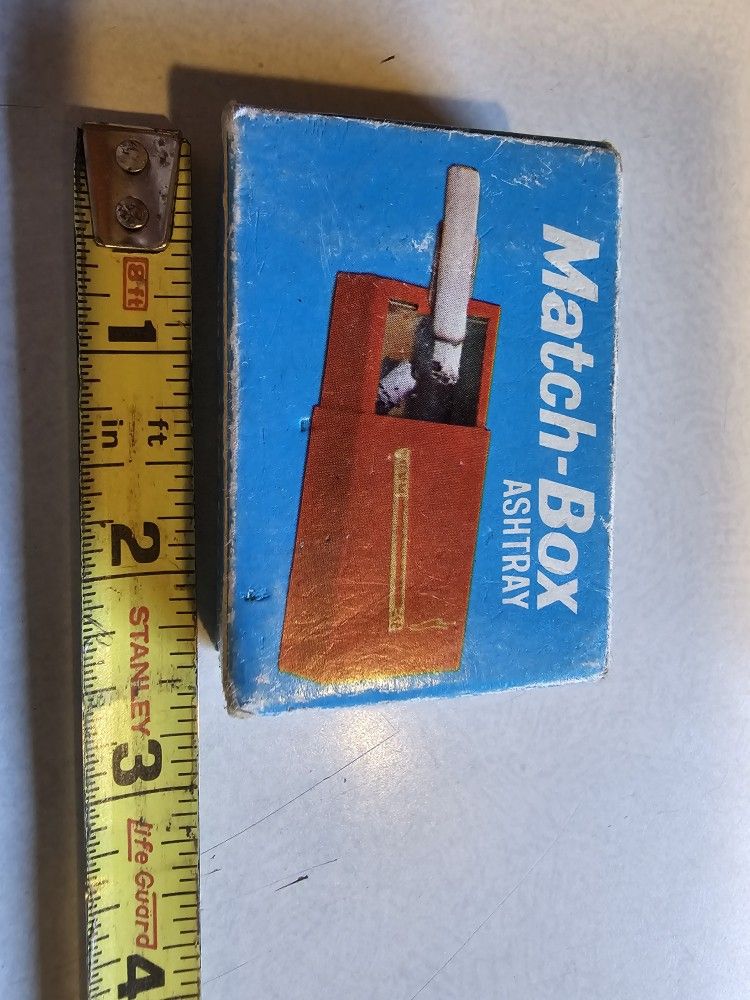 Match-Box
ASHTRAY
8ft
1
ft
in
2
STANLEY
3
life Guard
4